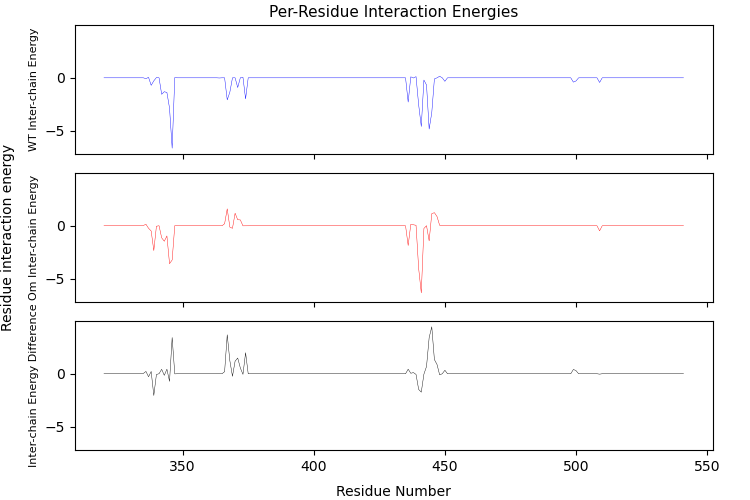 Per-Residue Interaction Energies
Residue interaction energy
WT Inter-chain Energy
0
−5
Om Inter-chain Energy
0
−5
Inter-chain Energy Difference
0
−5
350
400
450
500
550
Residue Number